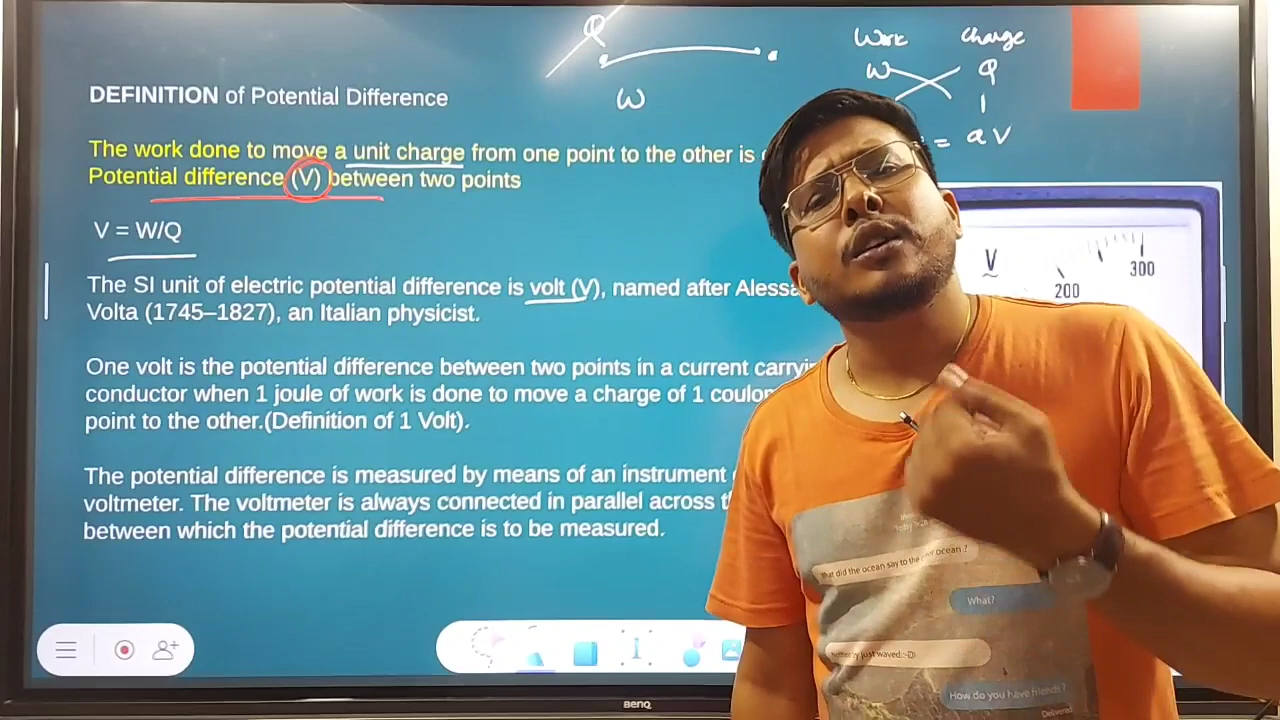 Q
W
Work Charge
W Q
1
= QV
DEFINITION of Potential Difference
The work done to move a unit charge from one point to the other is
Potential difference (V) between two points
V = W/Q
The SI unit of electric potential difference is volt (V), named after
Volta (1745–1827), an Italian physicist.
One volt is the potential difference between two points in a current
conductor when 1 joule of work is done to move a charge of 1
point to the other.(Definition of 1 Volt).
The potential difference is measured by means of an instrument
voltmeter. The voltmeter is always connected in parallel across
between which the potential difference is to be measured.
V
200
300
did the ocean say to the ocean ?
What?
just waved:-D
How do you have friends?
Delivered
BenQ